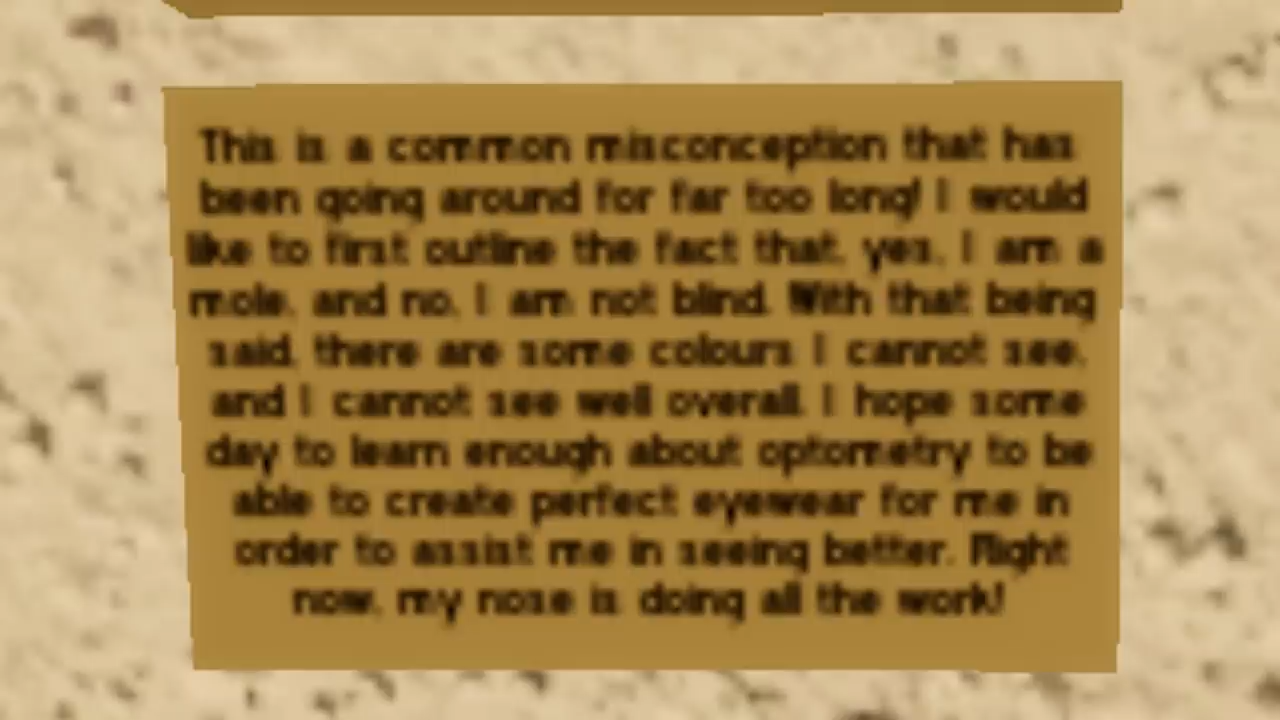 This is a common misconception that has
been going around for far too long! I would
like to first outline the fact that, yes, I am a
mole, and no, I am not blind. With that being
said, there are some colours I cannot see,
and I cannot see well overall. I hope some
day to learn enough about optometry to be
able to create perfect eyewear for me in
order to assist me in seeing better. Right
now, my nose is doing all the work!